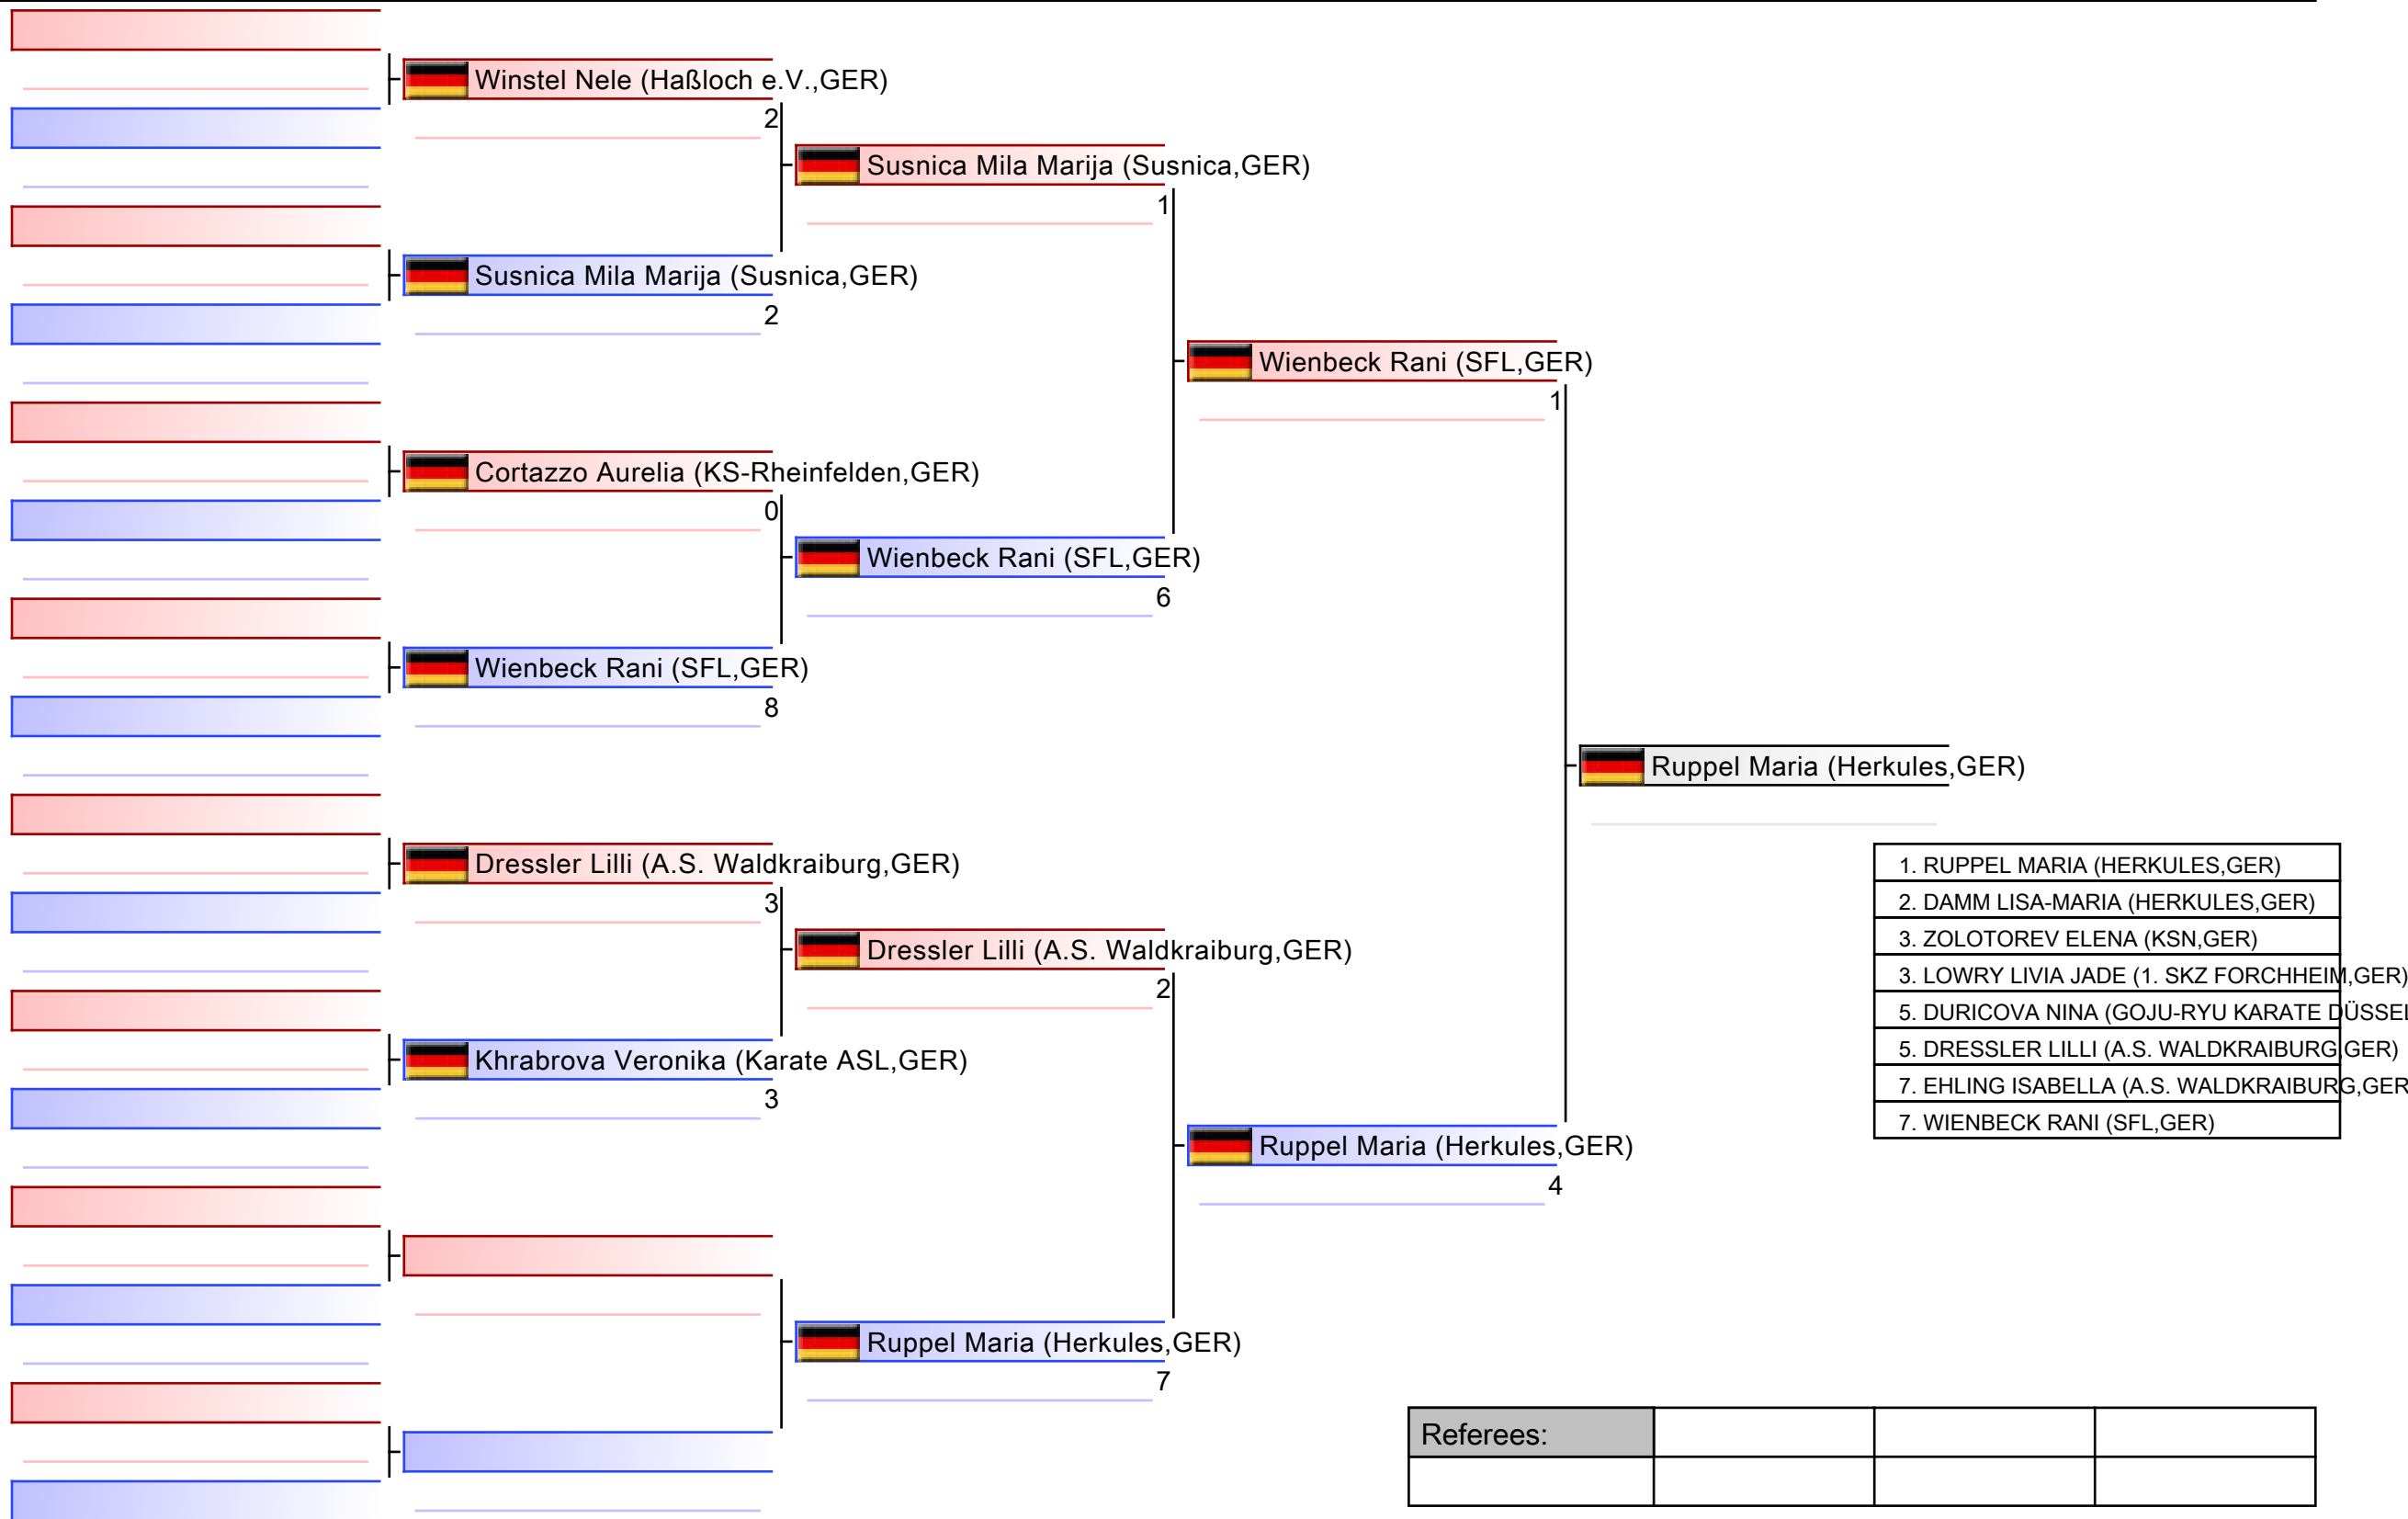 Winstel Nele (Haßloch e.V.,GER)
2
Susnica Mila Marija (Susnica,GER)
1
Susnica Mila Marija (Susnica,GER)
2
Wienbeck Rani (SFL,GER)
1
Cortazzo Aurelia (KS-Rheinfelden,GER)
0
Wienbeck Rani (SFL,GER)
6
Wienbeck Rani (SFL,GER)
8
Ruppel Maria (Herkules,GER)
Dressler Lilli (A.S. Waldkraiburg,GER)
3
Dressler Lilli (A.S. Waldkraiburg,GER)
2
Khrabrova Veronika (Karate ASL,GER)
3
Ruppel Maria (Herkules,GER)
4
Ruppel Maria (Herkules,GER)
7
1. RUPPEL MARIA (HERKULES,GER)
2. DAMM LISA-MARIA (HERKULES,GER)
3. ZOLOTOREV ELENA (KSN,GER)
3. LOWRY LIVIA JADE (1. SKZ FORCHHEIM,GER)
5. DURICOVA NINA (GOJU-RYU KARATE DÜSSEL
5. DRESSLER LILLI (A.S. WALDKRAIBURG,GER)
7. EHLING ISABELLA (A.S. WALDKRAIBURG,GER
7. WIENBECK RANI (SFL,GER)
Referees: